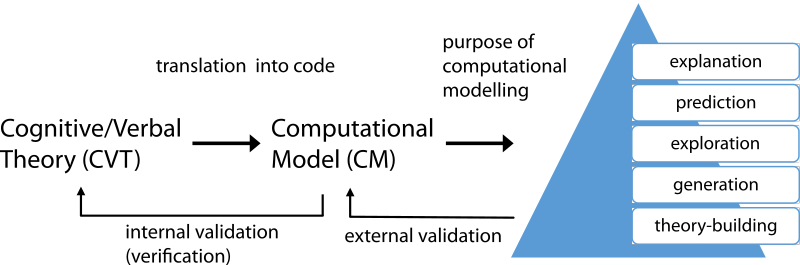 translation into code
purpose of
computational
modelling
Cognitive/Verbal
Theory (CVT)
Computational
Model (CM)
internal validation
(verification)
external validation
explanation
prediction
exploration
generation
theory-building